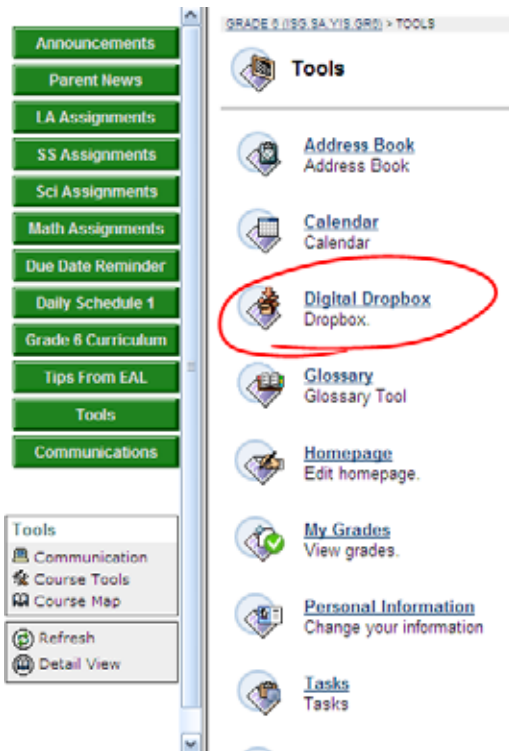 Announcements
Parent News
LA Assignments
SS Assignments
Sci Assignments
Math Assignments
Due Date Reminder
Daily Schedule 1
Grade 6 Curriculum
Tips From EAL
Tools
Communications
Tools
Communication
Course Tools
Course Map
Refresh
Detail View
GRADE 6 (ISG.SA.YIS.GR6) > TOOLS
Tools
Address Book
Address Book
Calendar
Calendar
Digital Dropbox
Dropbox.
Glossary
Glossary Tool
Homepage
Edit homepage.
My Grades
View grades.
Personal Information
Change your information
Tasks
Tasks